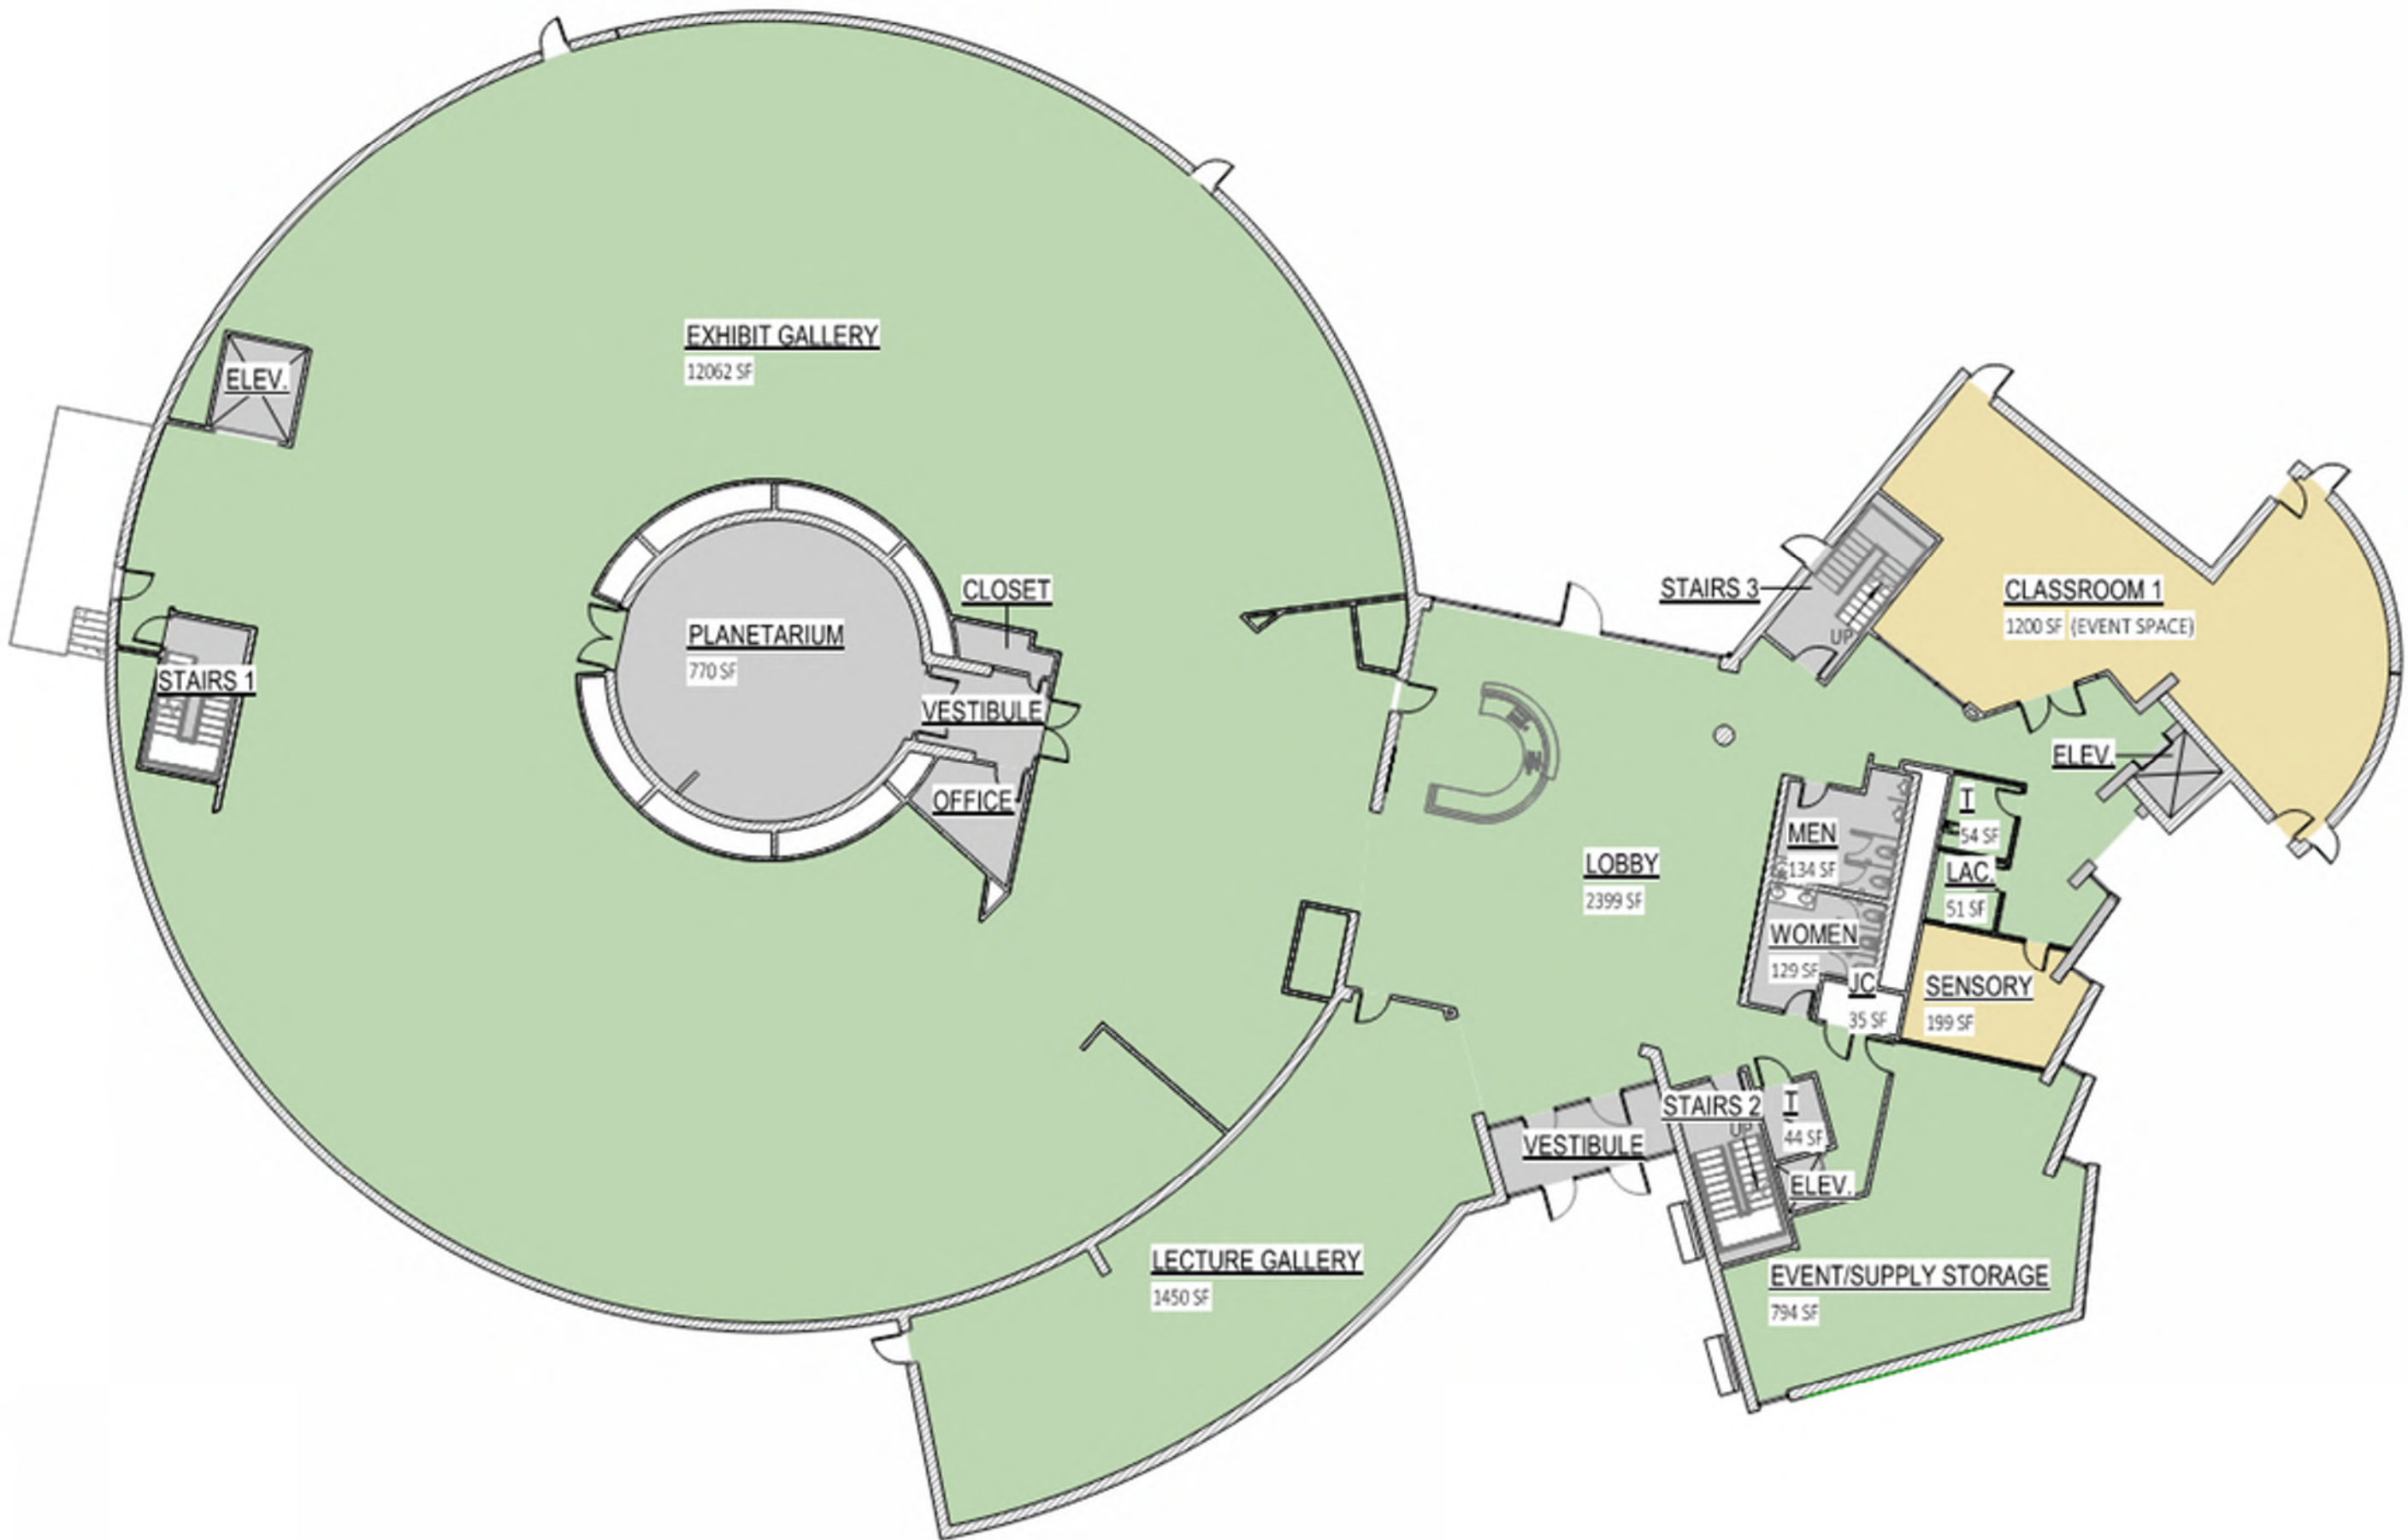 EXHIBIT GALLERY
12062 SF
ELEV.
CLOSET
STAIRS 3
CLASSROOM 1
1200 SF (EVENT SPACE)
UP
PLANETARIUM
770 SF
STAIRS 1
VESTIBULE
ELEV.
OFFICE
T
54 SF
MEN
134 SF
LOBBY
2399 SF
LAC.
51 SF
WOMEN
129 SF
JC
35 SF
SENSORY
199 SF
STAIRS 2
UP
T
44 SF
VESTIBULE
ELEV.
LECTURE GALLERY
1450 SF
EVENT/SUPPLY STORAGE
794 SF